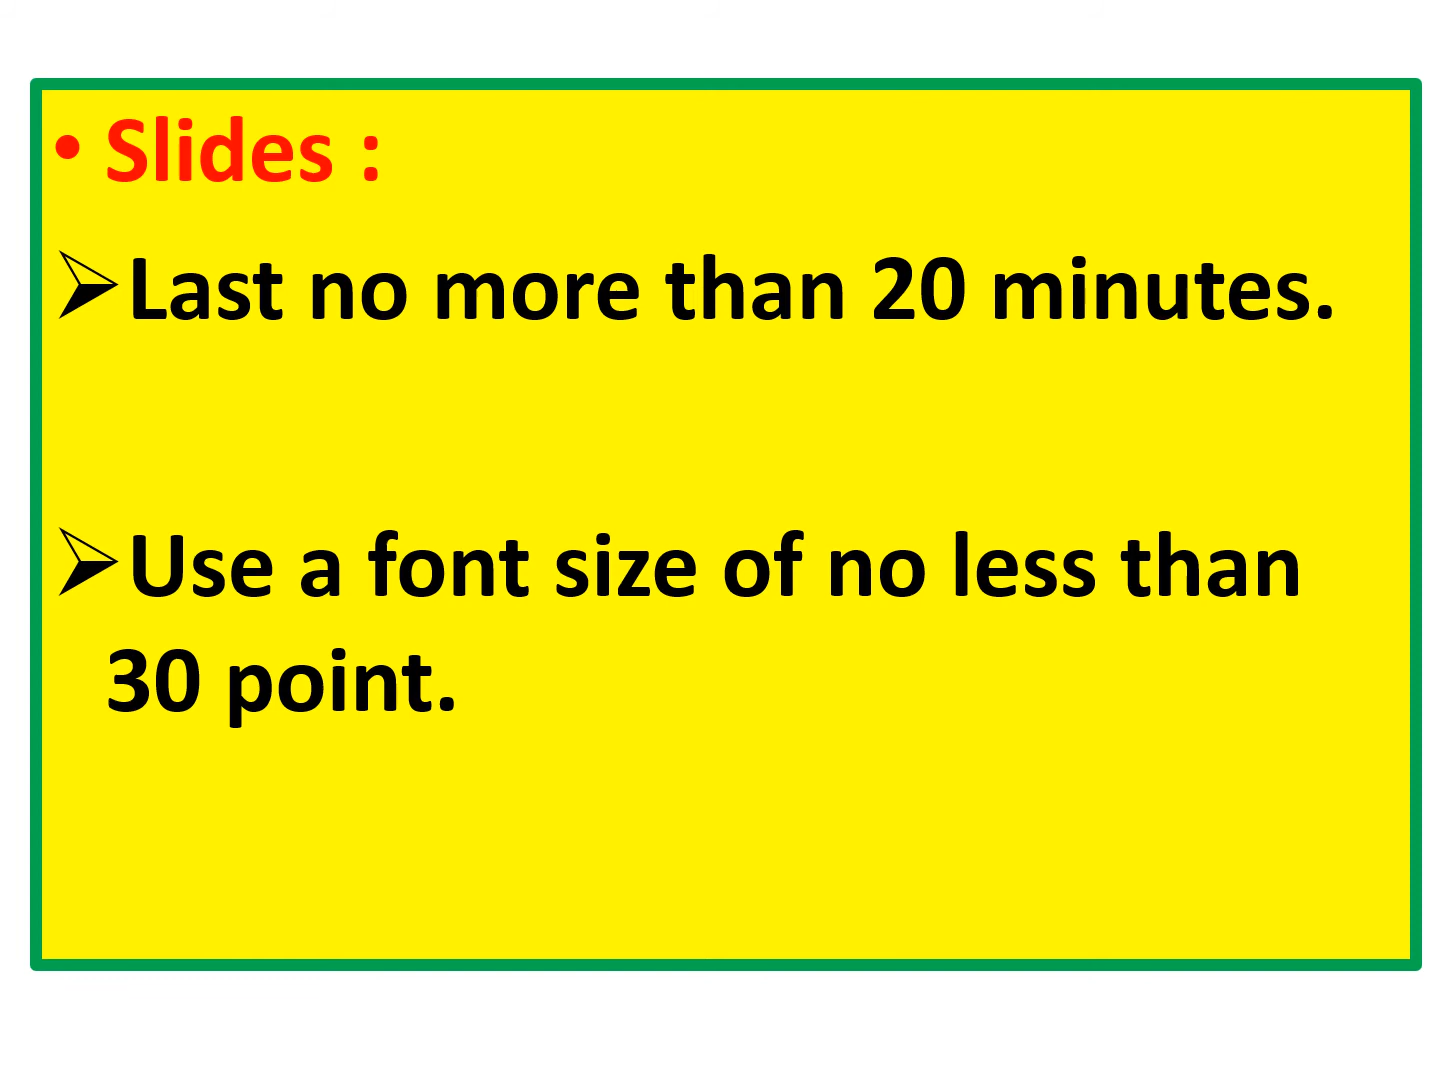 • Slides :
➢Last no more than 20 minutes.
➢Use a font size of no less than
30 point.